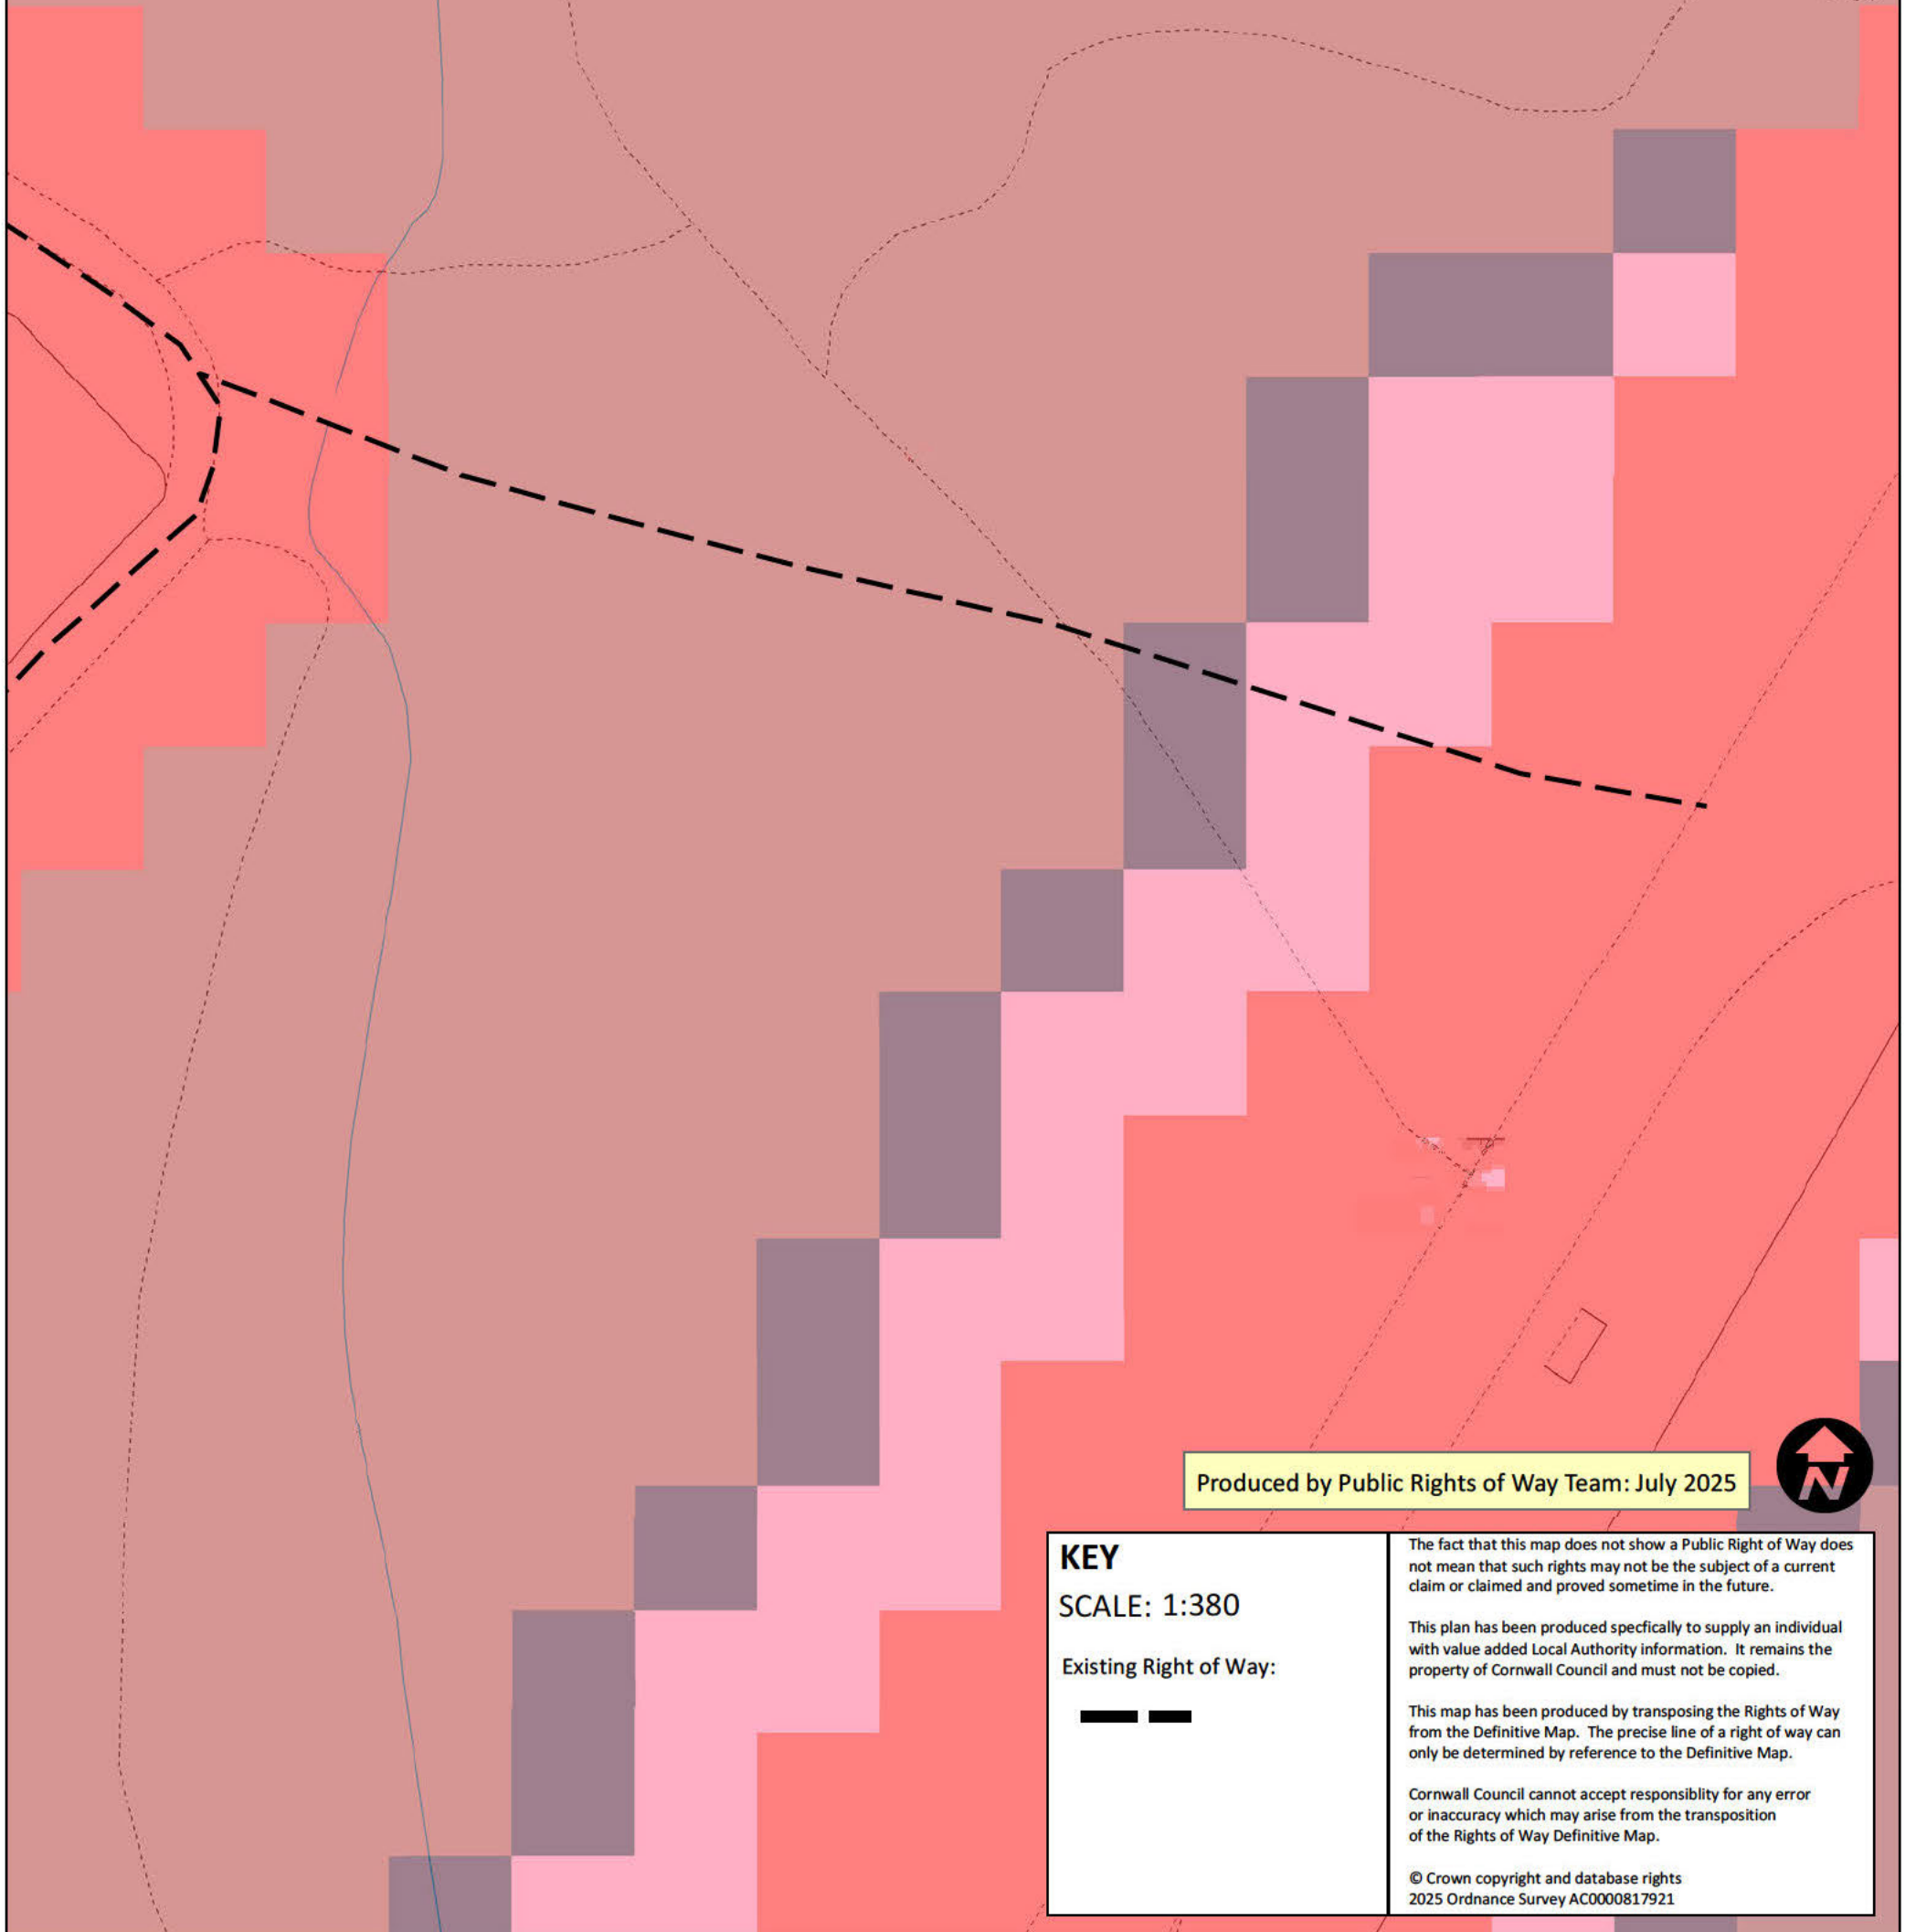 Produced by Public Rights of Way Team: July 2025
N
KEY
SCALE: 1:380
Existing Right of Way:
The fact that this map does not show a Public Right of Way does
not mean that such rights may not be the subject of a current
claim or claimed and proved sometime in the future.
This plan has been produced specfically to supply an individual
with value added Local Authority information. It remains the
property of Cornwall Council and must not be copied.
This map has been produced by transposing the Rights of Way
from the Definitive Map. The precise line of a right of way can
only be determined by reference to the Definitive Map.
Cornwall Council cannot accept responsiblity for any error
or inaccuracy which may arise from the transposition
of the Rights of Way Definitive Map.
© Crown copyright and database rights
2025 Ordnance Survey AC0000817921